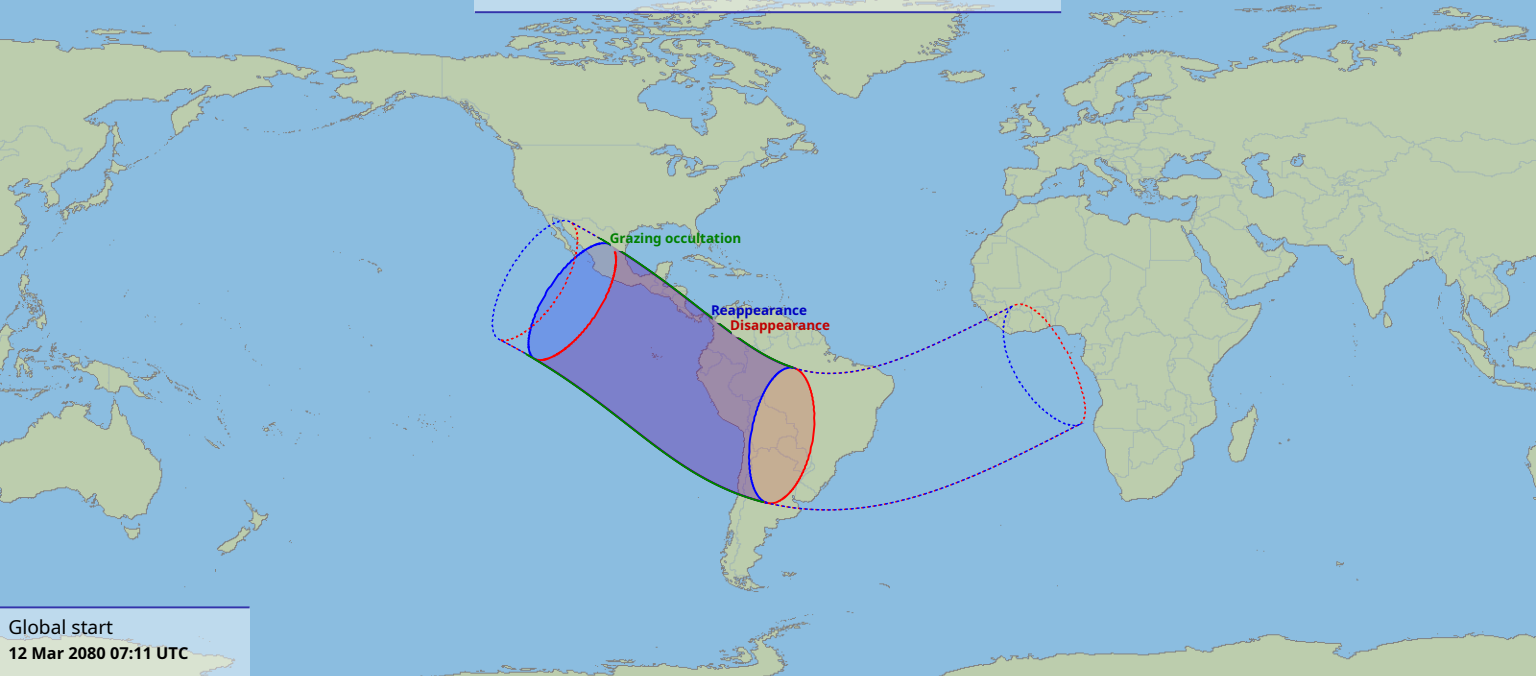 Grazing occultation
Reappearance
Disappearance
Global start
12 Mar 2080 07:11 UTC